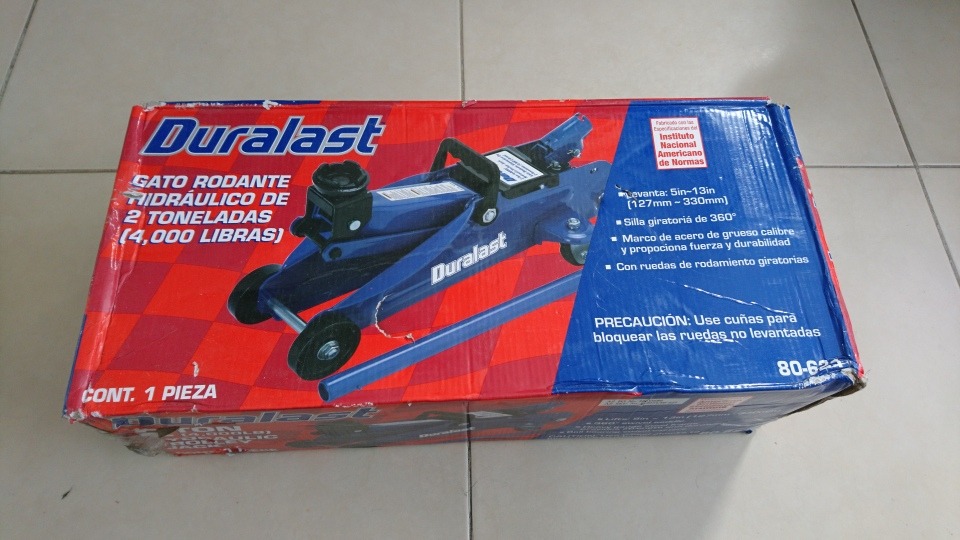 Duralast
GATO RODANTE
HIDRÁULICO DE
2 TONELADAS
(4,000 LIBRAS)
CONT. 1 PIEZA
Duralast
Fabricado con las
Especificaciones del
Instituto
Nacional
Americano
de Normas
Levanta: 5in~13in
(127mm ~ 330mm)
Silla giratoriá de 360°
Marco de acero de grueso calibre
y propociona fuerza y durabilidad
Con ruedas de rodamiento giratorias
PRECAUCIÓN: Use cuñas para
bloquear las ruedas no levantadas
Duralast
Duralast